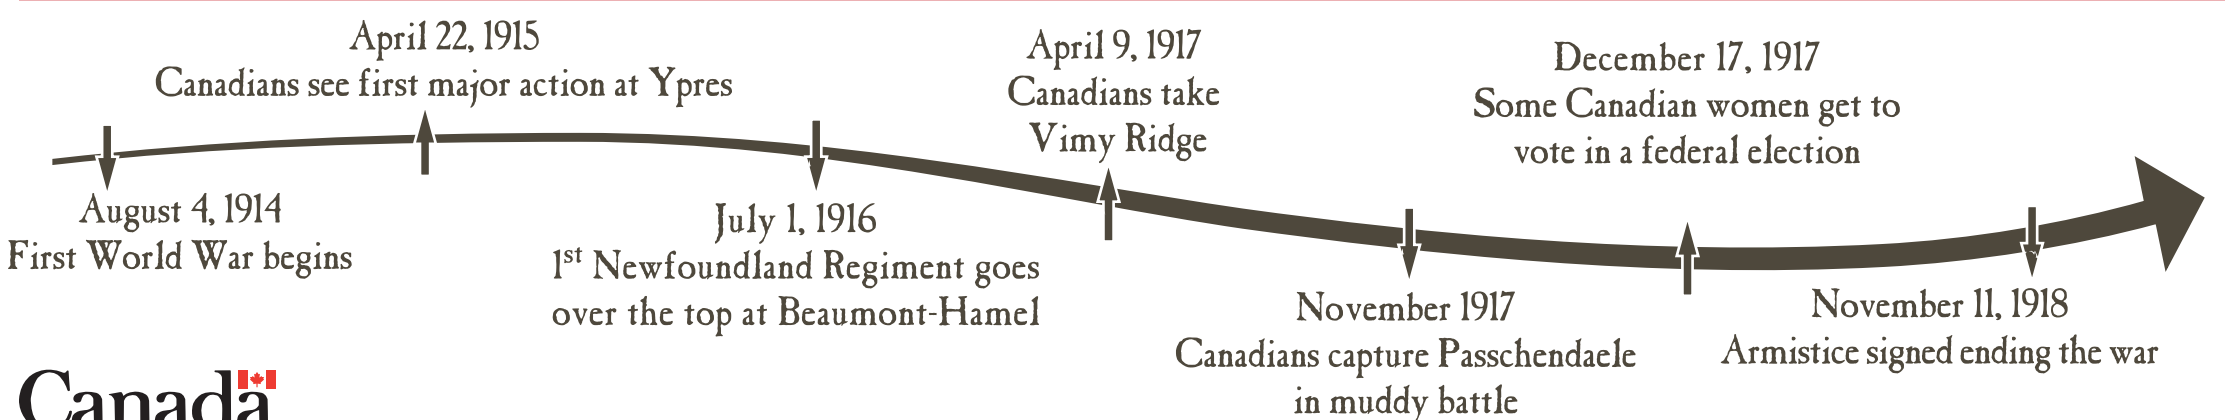 April 22, 1915
Canadians see first major action at Ypres
April 9, 1917
Canadians take
Vimy Ridge
December 17, 1917
Some Canadian women get to
vote in a federal election
August 4, 1914
First World War begins
July 1, 1916
1st Newfoundland Regiment goes
over the top at Beaumont-Hamel
November 1917
Canadians capture Passchendaele
in muddy battle
November 11, 1918
Armistice signed ending the war
Canada